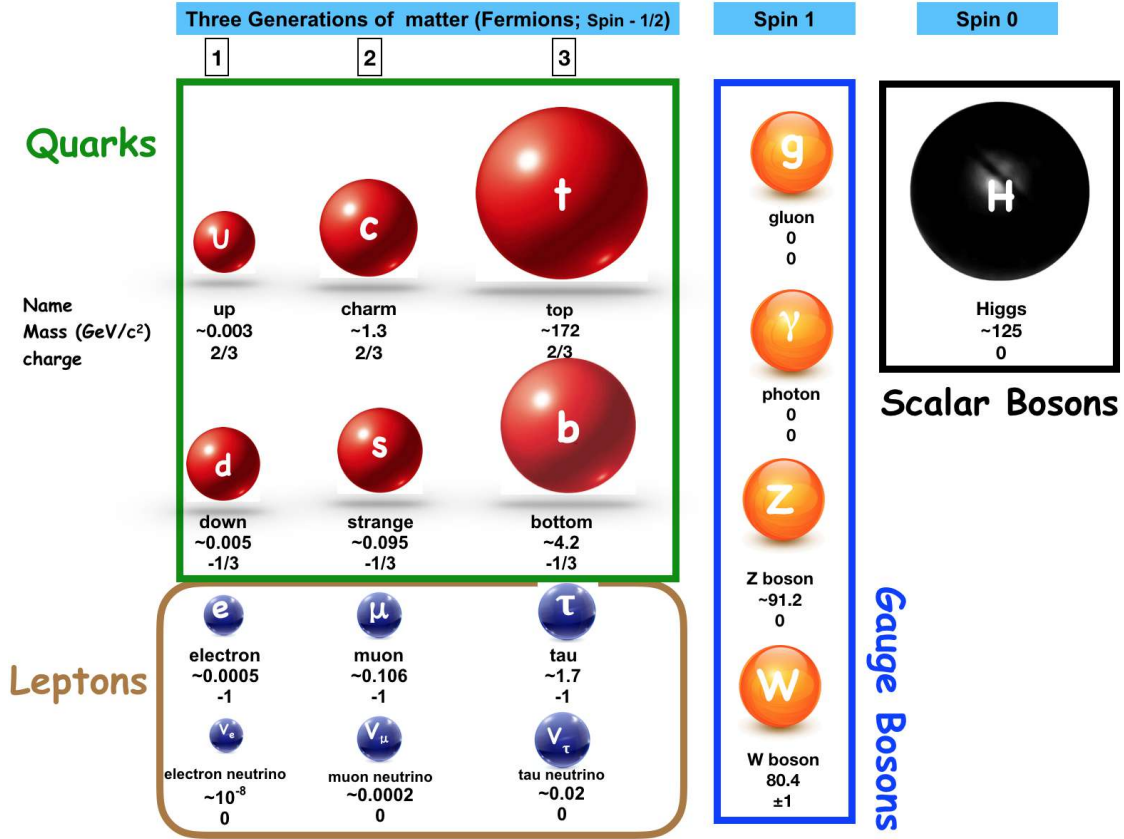 Three Generations of matter (Fermions; Spin - 1/2)
Spin 1
Spin 0
1
2
3
Quarks
u
c
t
g
H
gluon
0
0
Name
Mass (GeV/c²)
charge
up
~0.003
2/3
charm
~1.3
2/3
top
~172
2/3
γ
Higgs
~125
0
photon
0
0
Scalar Bosons
d
s
b
Z
down
~0.005
-1/3
strange
~0.095
-1/3
bottom
~4.2
-1/3
Z boson
~91.2
0
Leptons
e
μ
τ
electron
~0.0005
-1
muon
~0.106
-1
tau
~1.7
-1
W
Gauge Bosons
Vₑ
V_μ
V_τ
electron neutrino
~10⁻⁸
0
muon neutrino
~0.0002
0
tau neutrino
~0.02
0
W boson
80.4
±1